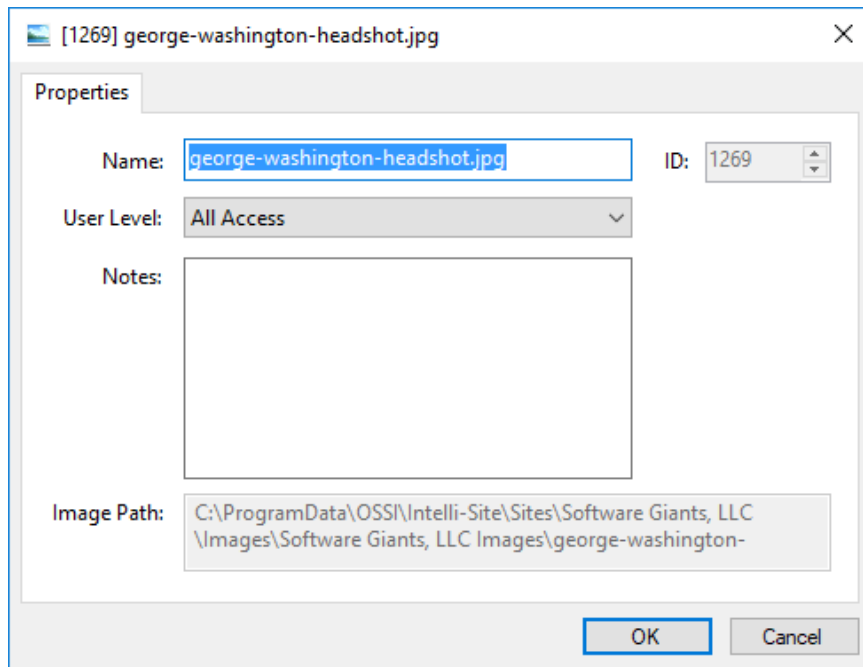 [1269] george-washington-headshot.jpg
Properties
Name: george-washington-headshot.jpg ID: 1269
User Level: All Access
Notes:
Image Path: C:\ProgramData\OSSI\Intelli-Site\Sites\Software Giants, LLC
\Images\Software Giants, LLC Images\george-washington-
OK Cancel